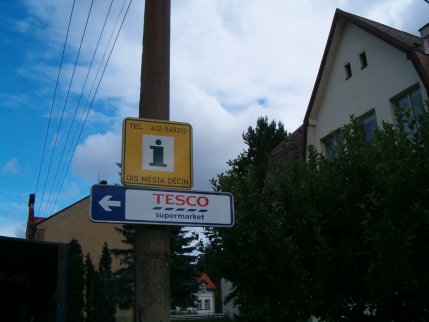 TEL. 412-545212
i
DIS MĚSTA DĚČÍN
TESCO
supermarket